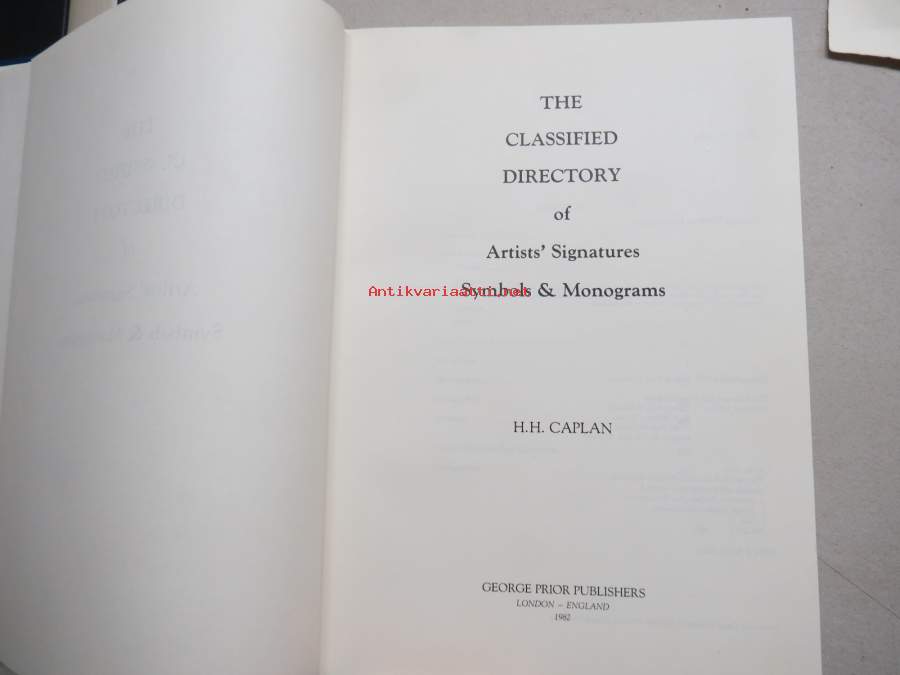 THE
CLASSIFIED
DIRECTORY
of
Artists' Signatures
Symbols & Monograms
Antikvariaatti.net
H.H. CAPLAN
GEORGE PRIOR PUBLISHERS
LONDON – ENGLAND
1982